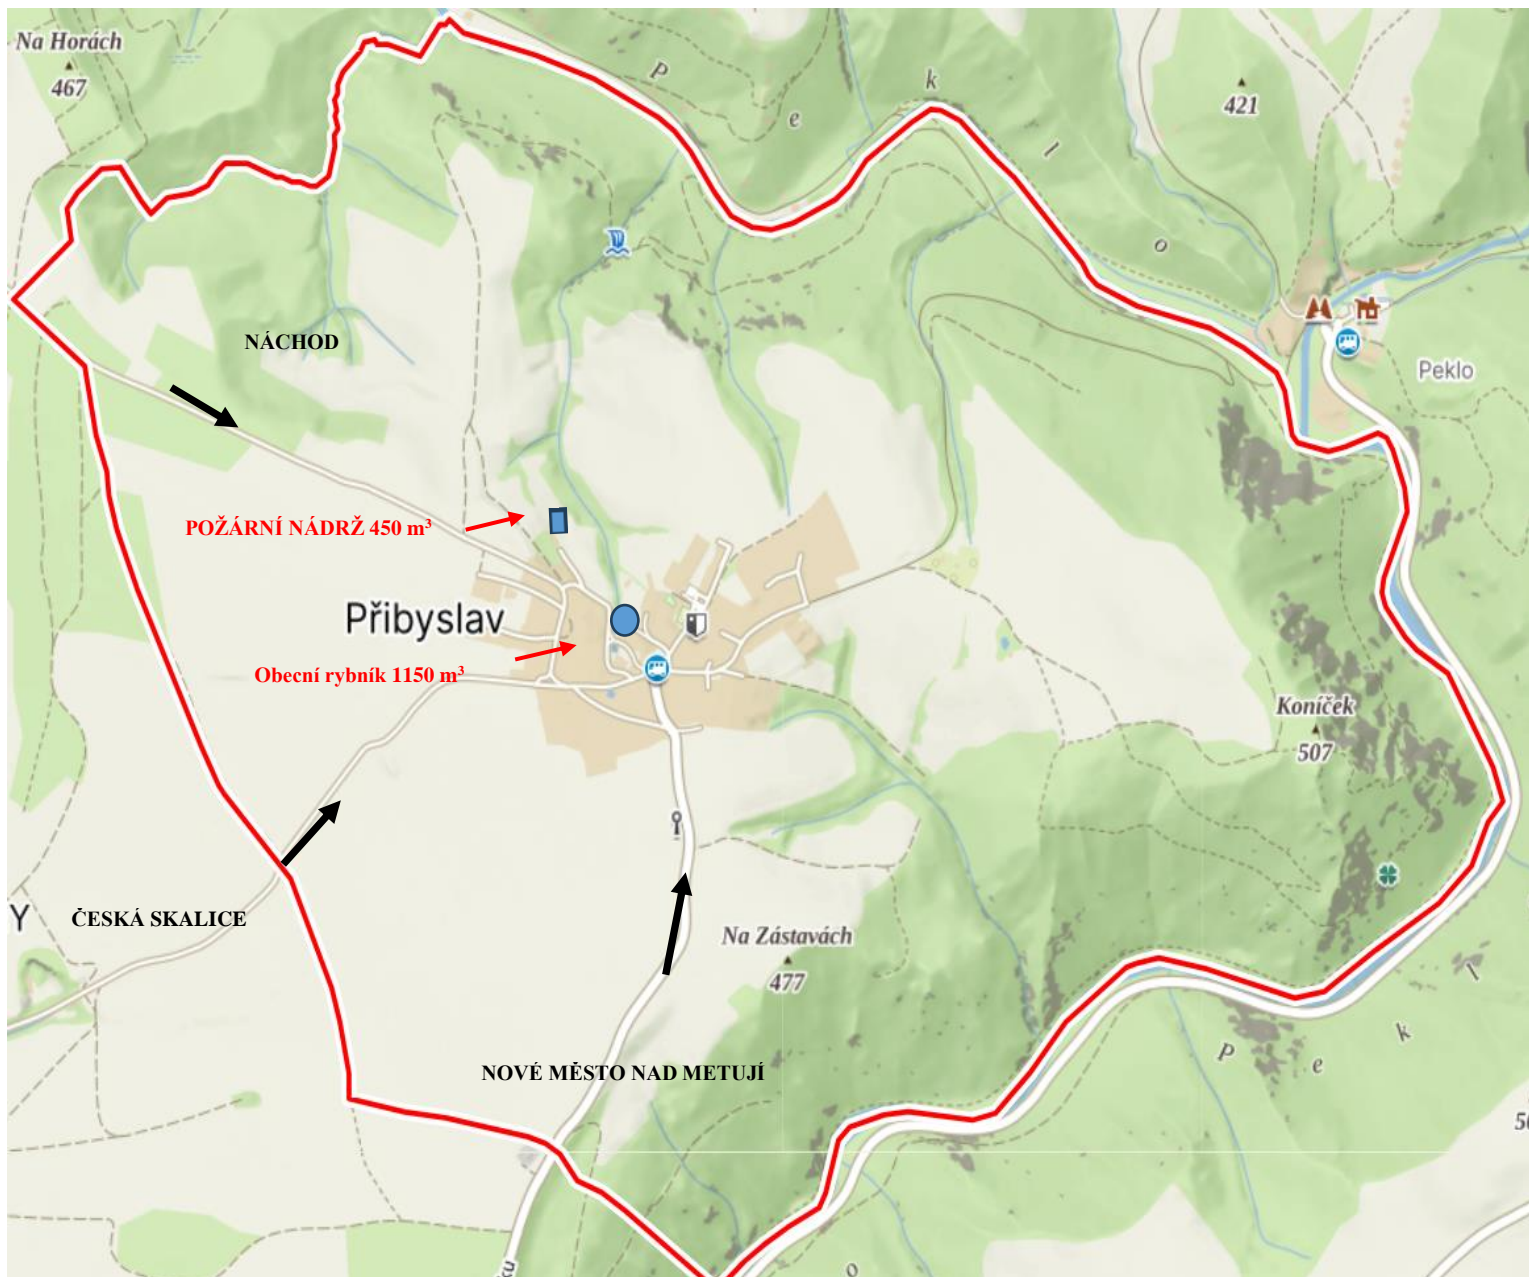 Na Horách
467
P
e
k
l
o
421
NÁCHOD
Peklo
POŽÁRNÍ NÁDRŽ 450 m³
Přibyslav
Obecní rybník 1150 m³
Koníček
507
Y
ČESKÁ SKALICE
Na Zástavách
477
NOVÉ MĚSTO NAD METUJÍ
P
e
k
l
o